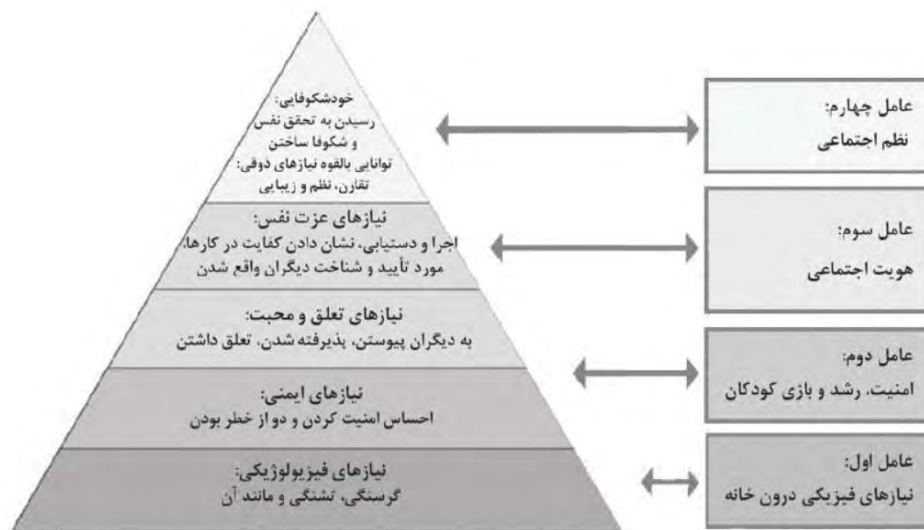 خودشکوفایی:
رسیدن به تحقق نفس
و شکوفا ساختن
توانایی بالقوه نیازهای ذوقی:
تقارن، نظم و زیبایی
نیازهای عزت نفس:
اجرا و دستیابی، نشان دادن کفایت در کارها،
مورد تأیید و شناخت دیگران واقع شدن
نیازهای تعلق و محبت:
به دیگران پیوستن، پذیرفته شدن، تعلق داشتن
نیازهای ایمنی:
احساس امنیت کردن و دو از خطر بودن
نیازهای فیزیولوژیکی:
گرسنگی، تشنگی و مانند آن
عامل چهارم:
نظم اجتماعی
عامل سوم:
هویت اجتماعی
عامل دوم:
امنیت، رشد و بازی کودکان
عامل اول:
نیازهای فیزیکی درون خانه